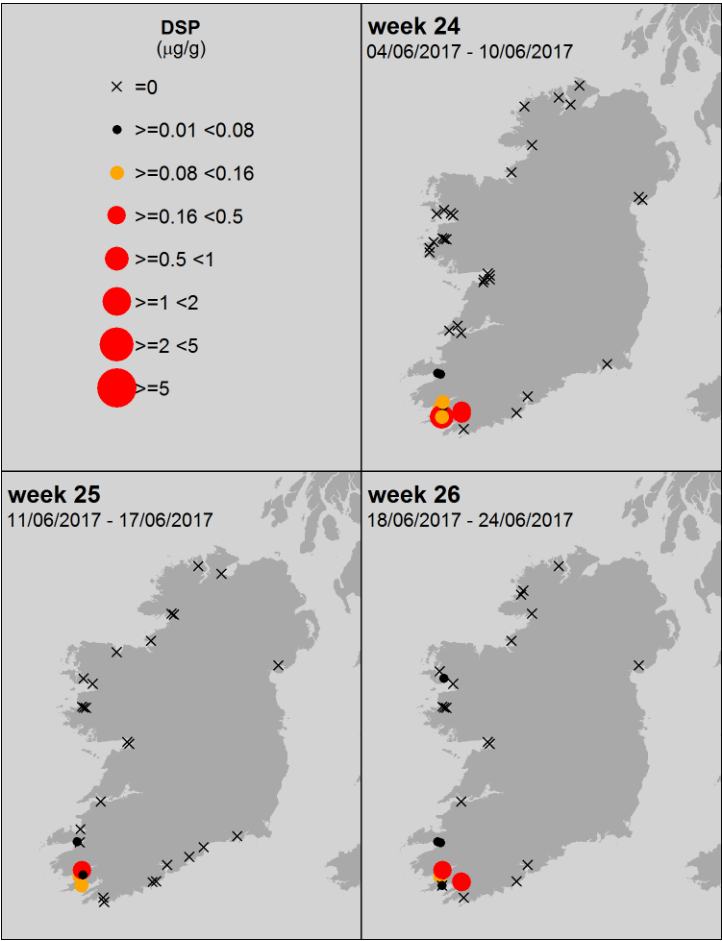 DSP
(µg/g)
=0
>=0.01 <0.08
>=0.08 <0.16
>=0.16 <0.5
>=0.5 <1
>=1 <2
>=2 <5
>=5
week 24
04/06/2017 - 10/06/2017
week 25
11/06/2017 - 17/06/2017
week 26
18/06/2017 - 24/06/2017